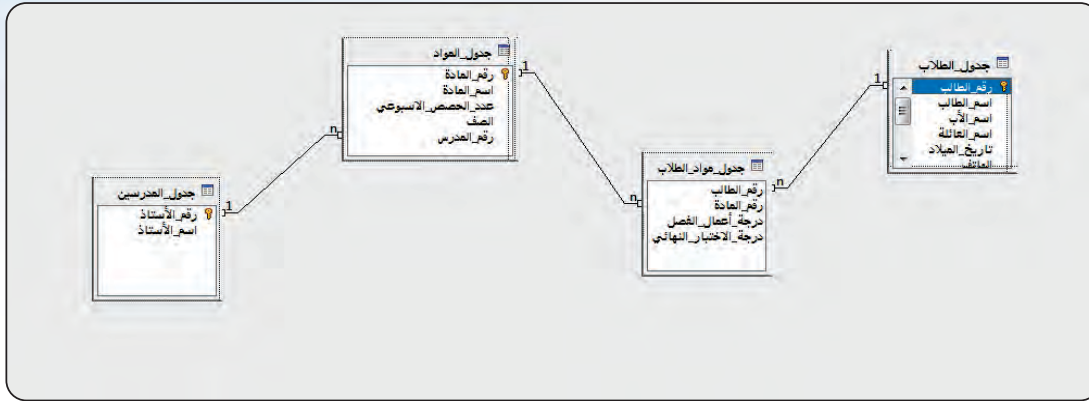 جدول_الطلاب
رقم_الطالب
اسم_الطالب
اسم_الأب
اسم_العائلة
تاريخ_الميلاد
الهاتف
1
n
جدول_مواد_الطلاب
رقم_الطالب
رقم_المادة
درجة_أعمال_الفصل
درجة_الاختبار_النهائي
n
1
جدول_المواد
رقم_المادة
اسم_المادة
عدد_الحصص_الاسبوعي
الصف
رقم_المدرس
n
1
جدول_المدرسين
رقم_الأستاذ
اسم_الأستاذ